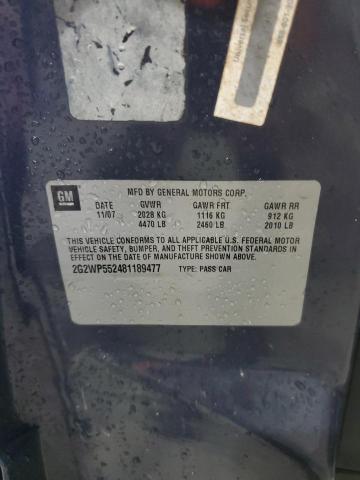 Universal Security
GM
MFD BY GENERAL MOTORS CORP.
DATE GVWR GAWR FRT GAWR RR
11/07 2028 KG 1116 KG 912 KG
4470 LB 2460 LB 2010 LB
THIS VEHICLE CONFORMS TO ALL APPLICABLE U.S. FEDERAL MOTOR
VEHICLE SAFETY, BUMPER, AND THEFT PREVENTION
STANDARDS IN EFFECT ON THE DATE OF
MANUFACTURE SHOWN ABOVE.
2G2WP552481189477 TYPE: PASS CAR